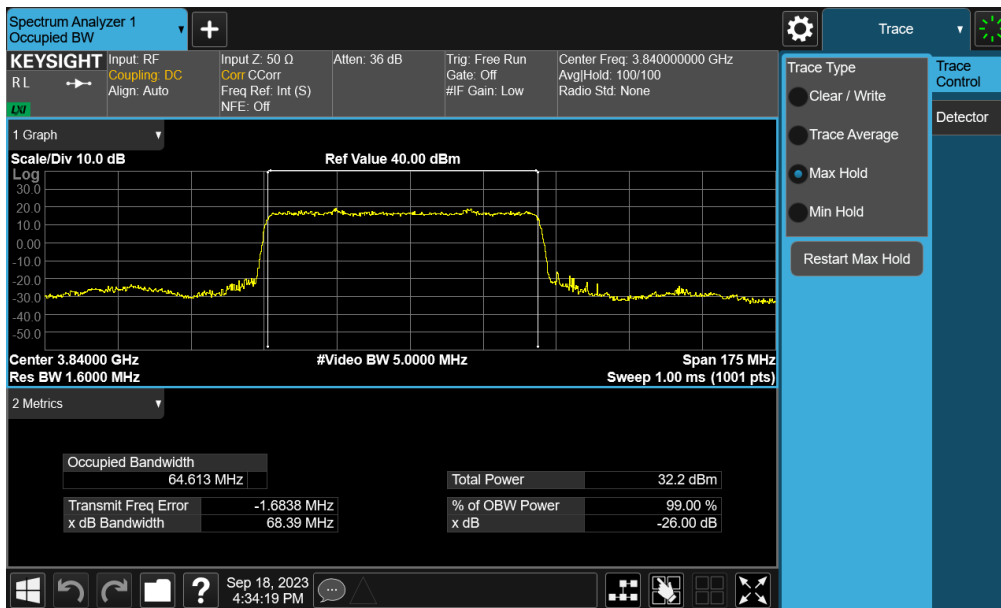 Spectrum Analyzer 1
Occupied BW
Trace
KEYSIGHT
R L
LXI
Input: RF
Coupling: DC
Align: Auto
Input Z: 50 Ω
Corr CCorr
Freq Ref: Int (S)
NFE: Off
Atten: 36 dB
Trig: Free Run
Gate: Off
#IF Gain: Low
Center Freq: 3.840000000 GHz
Avg|Hold: 100/100
Radio Std: None
Trace Type
Clear / Write
Trace Average
Max Hold
Min Hold
Restart Max Hold
Trace
Control
Detector
1 Graph
Scale/Div 10.0 dB
Ref Value 40.00 dBm
Log
30.0
20.0
10.0
0.00
-10.0
-20.0
-30.0
-40.0
-50.0
Center 3.84000 GHz
#Video BW 5.0000 MHz
Span 175 MHz
Res BW 1.6000 MHz
Sweep 1.00 ms (1001 pts)
2 Metrics
Occupied Bandwidth
64.613 MHz
Total Power 32.2 dBm
Transmit Freq Error -1.6838 MHz
% of OBW Power 99.00 %
x dB Bandwidth 68.39 MHz
x dB -26.00 dB
?
Sep 18, 2023
4:34:19 PM